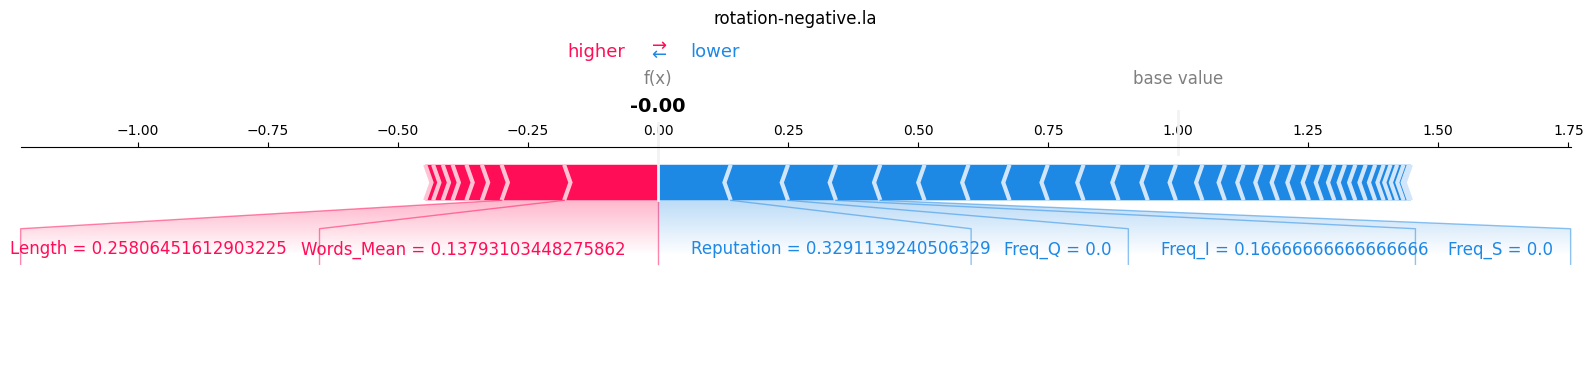 rotation-negative.la
higher → ← lower
f(x) base value
-0.00
−1.00 −0.75 −0.50 −0.25 0.00 0.25 0.50 0.75 1.00 1.25 1.50 1.75
Length = 0.25806451612903225 Words_Mean = 0.13793103448275862 Reputation = 0.3291139240506329 Freq_Q = 0.0 Freq_I = 0.16666666666666666 Freq_S = 0.0